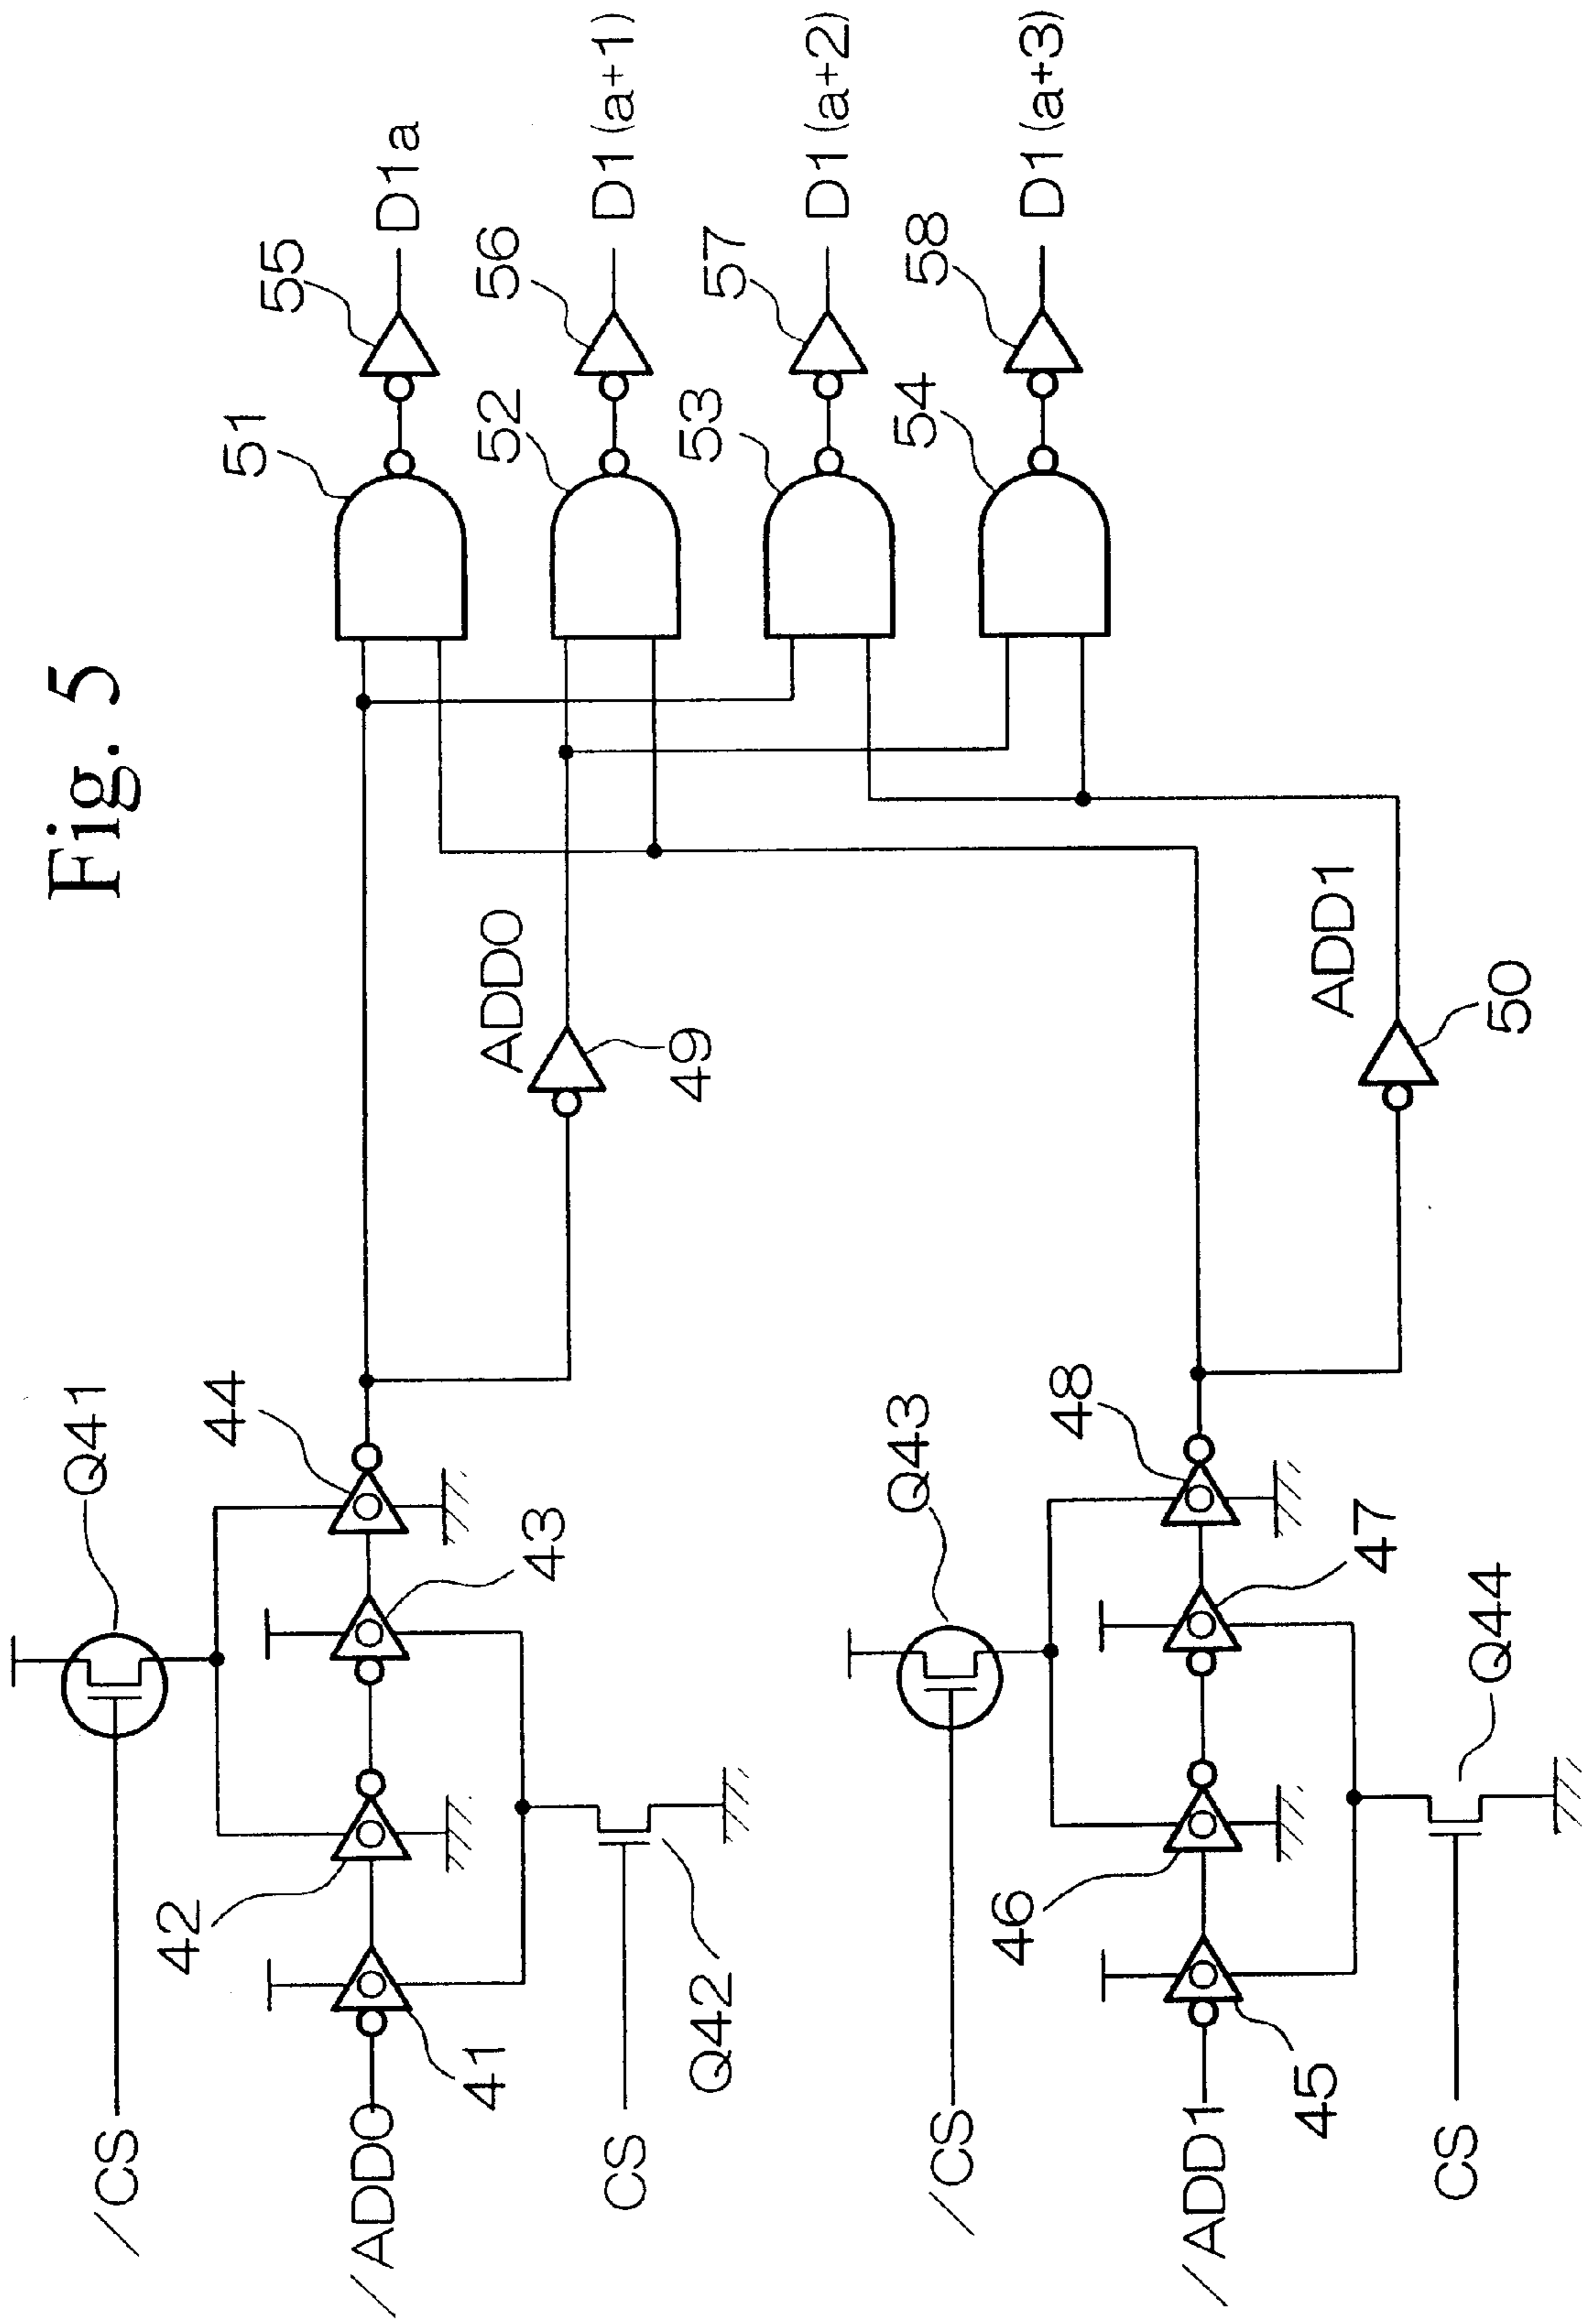 Fig. 5
/CS
Q41
/ADD0
41
42
43
44
CS
Q42
ADD0
49
51
52
53
54
55
56
57
58
D1a
D1(a+1)
D1(a+2)
D1(a+3)
/CS
Q43
/ADD1
45
46
47
48
CS
Q44
ADD1
50